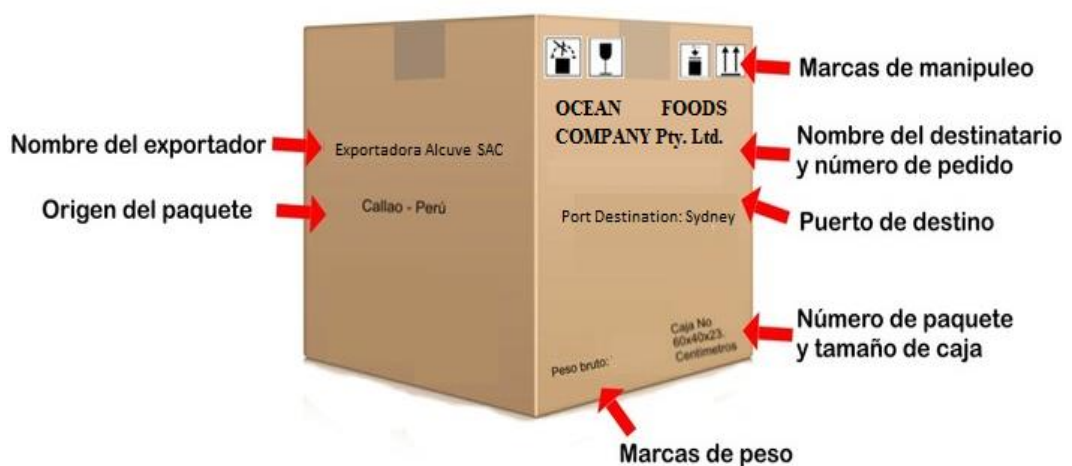 Marcas de manipuleo
OCEAN FOODS
COMPANY Pty. Ltd.
Nombre del destinatario
y número de pedido
Nombre del exportador
Exportadora Alcuve SAC
Origen del paquete
Callao - Perú
Port Destination: Sydney
Puerto de destino
Caja No
60x40x23.
Centimetros
Número de paquete
y tamaño de caja
Peso bruto:
Marcas de peso